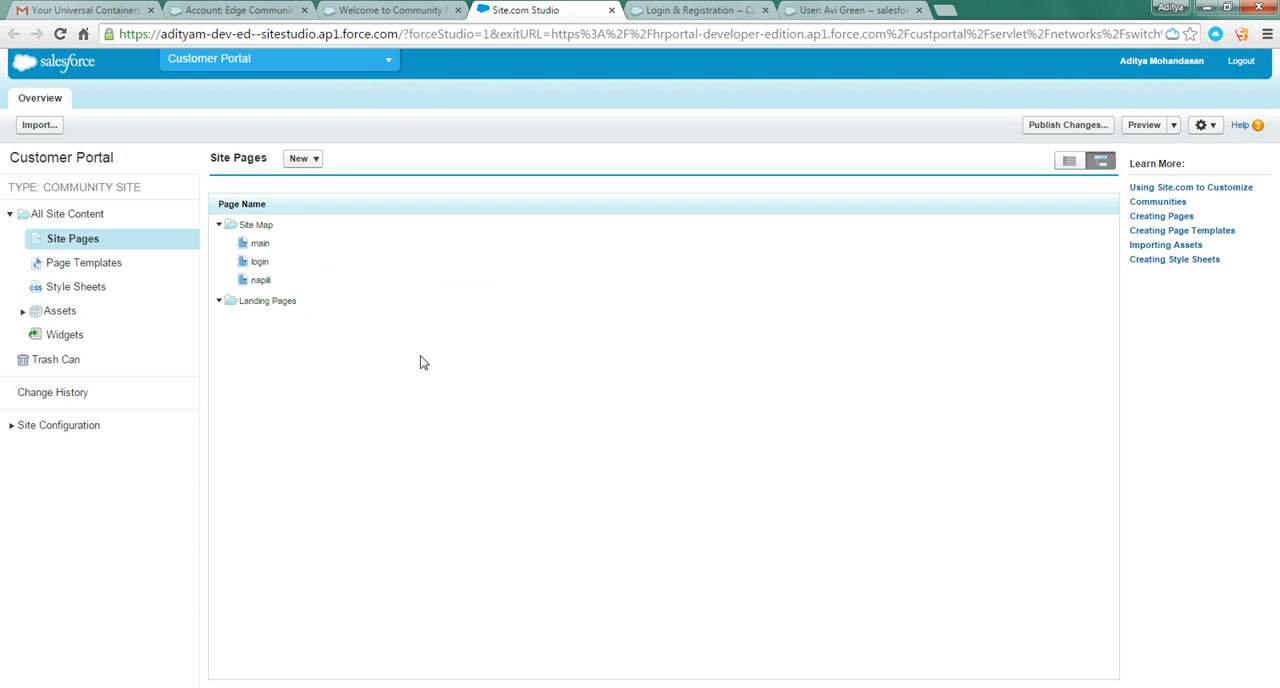 Your Universal Containers
Account: Edge Communic
Welcome to Community
Site.com Studio
Login & Registration ~ Cu
User: Avi Green ~ salesfor
Aditya
https://adityam-dev-ed--sitestudio.ap1.force.com/?forceStudio=1&exitURL=https%3A%2F%2Fhrportal-developer-edition.ap1.force.com%2Fcustportal%2Fservlet%2Fnetworks%2Fswitch
salesforce
Customer Portal
Aditya Mohandasan
Logout
Overview
Import...
Publish Changes...
Preview
Help ?
Customer Portal
TYPE: COMMUNITY SITE
All Site Content
Site Pages
Page Templates
css Style Sheets
Assets
Widgets
Trash Can
Change History
Site Configuration
Site Pages
New
Page Name
Site Map
main
login
napili
Landing Pages
Learn More:
Using Site.com to Customize
Communities
Creating Pages
Creating Page Templates
Importing Assets
Creating Style Sheets